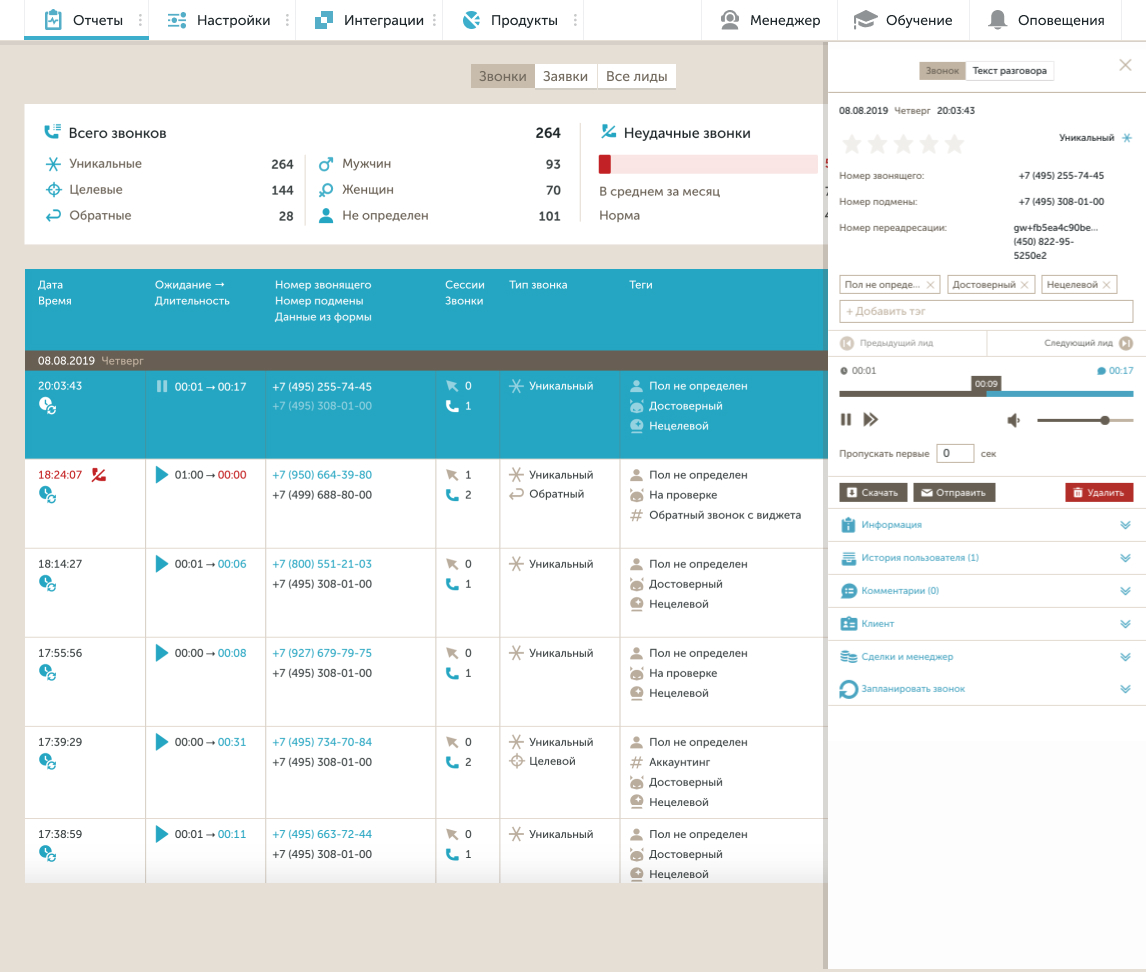 Отчеты
Настройки
Интеграции
Продукты
Менеджер
Обучение
Оповещения
Звонки Заявки Все лиды
Всего звонков 264
Уникальные 264
Целевые 144
Обратные 28
Мужчин 93
Женщин 70
Не определен 101
Неудачные звонки
В среднем за месяц
Норма
Дата
Время
Ожидание →
Длительность
Номер звонящего
Номер подмены
Данные из формы
Сессии
Звонки
Тип звонка
Теги
08.08.2019 Четверг
20:03:43
00:01 → 00:17
+7 (495) 255-74-45
+7 (495) 308-01-00
0
1
Уникальный
Пол не определен
Достоверный
Нецелевой
18:24:07
01:00 → 00:00
+7 (950) 664-39-80
+7 (499) 688-80-00
1
2
Уникальный
Обратный
Пол не определен
На проверке
# Обратный звонок с виджета
18:14:27
00:01 → 00:06
+7 (800) 551-21-03
+7 (495) 308-01-00
0
1
Уникальный
Пол не определен
Достоверный
Нецелевой
17:55:56
00:00 → 00:08
+7 (927) 679-79-75
+7 (495) 308-01-00
0
1
Уникальный
Пол не определен
На проверке
Нецелевой
17:39:29
00:00 → 00:31
+7 (495) 734-70-84
+7 (495) 308-01-00
0
2
Уникальный
Целевой
Пол не определен
# Аккаунтинг
Достоверный
Нецелевой
17:38:59
00:01 → 00:11
+7 (495) 663-72-44
+7 (495) 308-01-00
0
1
Уникальный
Пол не определен
Достоверный
Нецелевой
Звонок Текст разговора
08.08.2019 Четверг 20:03:43
Уникальный
Номер звонящего: +7 (495) 255-74-45
Номер подмены: +7 (495) 308-01-00
Номер переадресации: gw+fb5ea4c90be...
(450) 822-95-
5250e2
Пол не опреде... Достоверный Нецелевой
+ Добавить тэг
Предыдущий лид Следующий лид
00:01 00:17
00:09
Пропускать первые 0 сек
Скачать Отправить Удалить
Информация
История пользователя (1)
Комментарии (0)
Клиент
Сделки и менеджер
Запланировать звонок